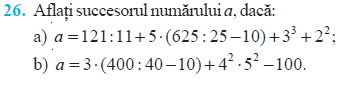 26. Aflați succesorul numărului a, dacă:
a) a = 121:11+5·(625:25−10)+3³+2²;
b) a = 3·(400:40−10)+4²·5²−100.